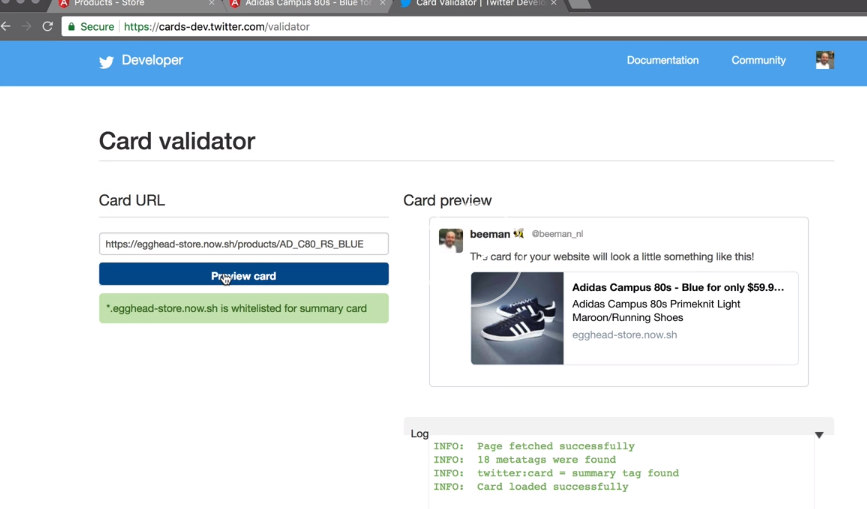 Products - Store
Adidas Campus 80s - Blue for
Card Validator | Twitter Develo
Secure https://cards-dev.twitter.com/validator
Developer
Documentation
Community
Card validator
Card URL
https://egghead-store.now.sh/products/AD_C80_RS_BLUE
Preview card
*.egghead-store.now.sh is whitelisted for summary card
Card preview
beeman @beeman_nl
The card for your website will look a little something like this!
Adidas Campus 80s - Blue for only $59.9...
Adidas Campus 80s Primeknit Light
Maroon/Running Shoes
egghead-store.now.sh
Log
INFO: Page fetched successfully
INFO: 18 metatags were found
INFO: twitter:card = summary tag found
INFO: Card loaded successfully